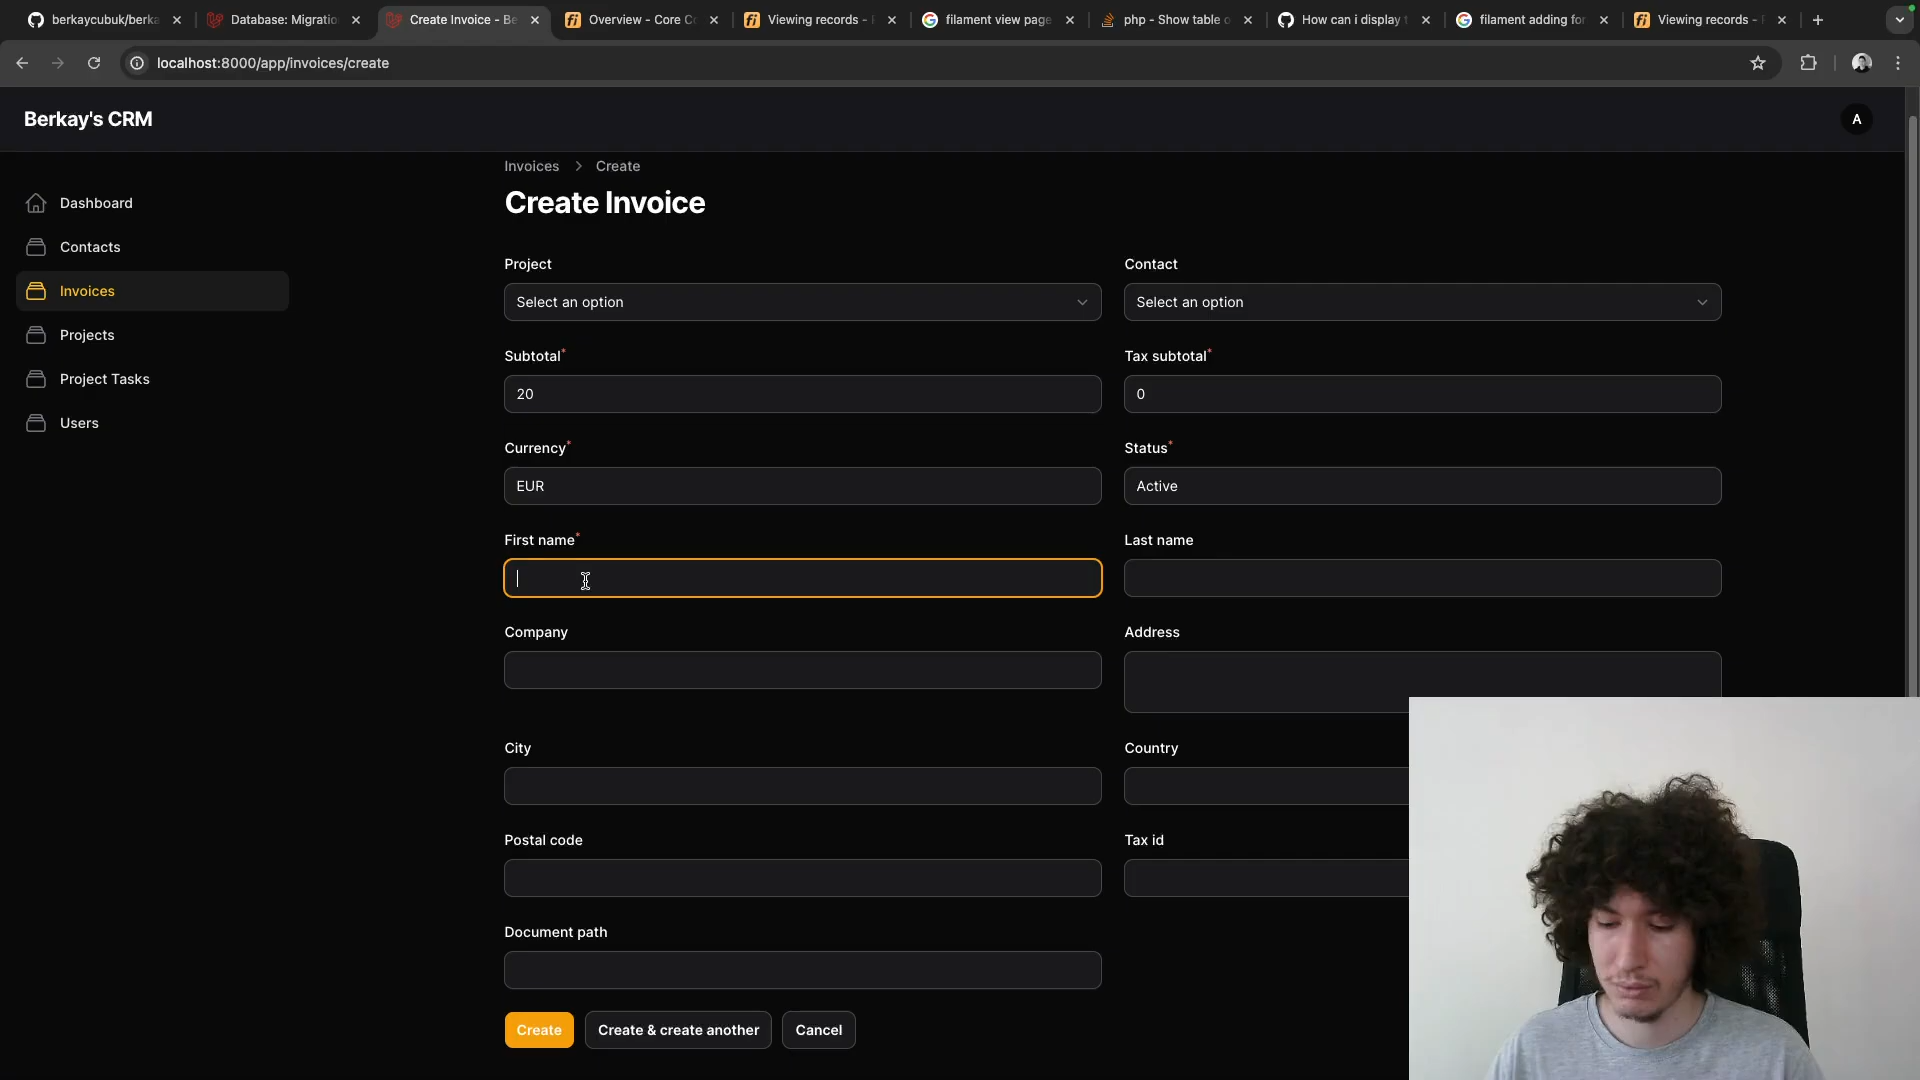 berkaycubuk/berka
Database: Migratio
Create Invoice - Be
Overview - Core Co
Viewing records -
filament view page
php - Show table o
How can i display
filament adding for
Viewing records -
localhost:8000/app/invoices/create
Berkay's CRM
A
Dashboard
Contacts
Invoices
Projects
Project Tasks
Users
Invoices > Create
Create Invoice
Project
Contact
Select an option
Select an option
Subtotal*
Tax subtotal*
20
0
Currency*
Status*
EUR
Active
First name*
Last name
Company
Address
City
Country
Postal code
Tax id
Document path
Create
Create & create another
Cancel